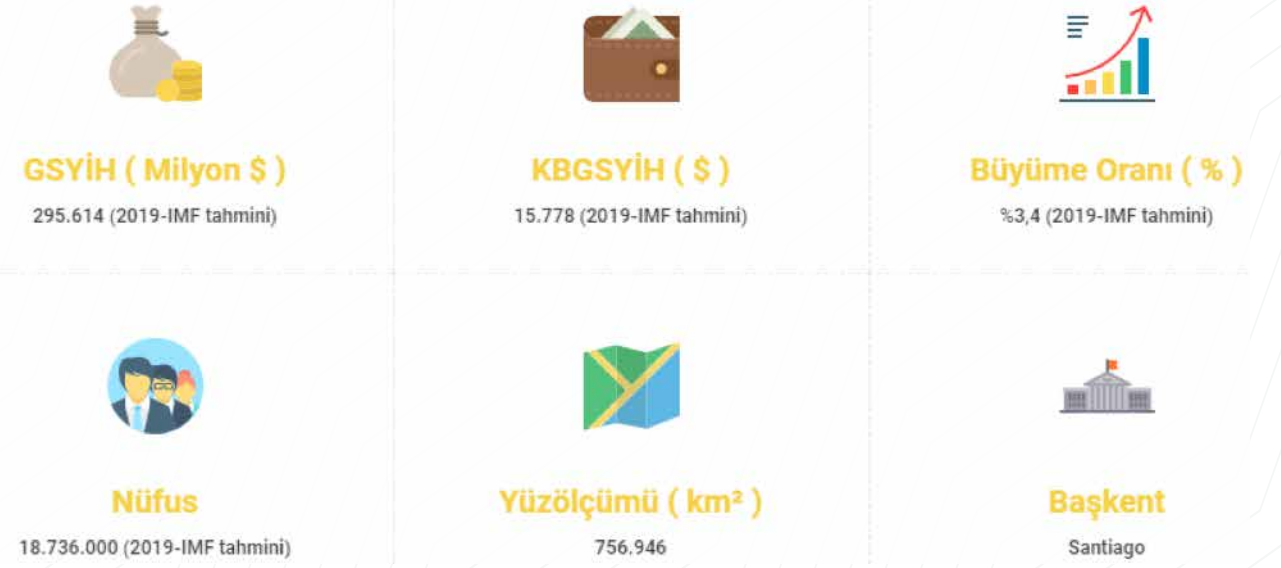 GSYİH ( Milyon $ )
295.614 (2019-IMF tahmini)
KBGSYİH ( $ )
15.778 (2019-IMF tahmini)
Büyüme Oranı ( % )
%3,4 (2019-IMF tahmini)
Nüfus
18.736.000 (2019-IMF tahmini)
Yüzölçümü ( km² )
756.946
Başkent
Santiago